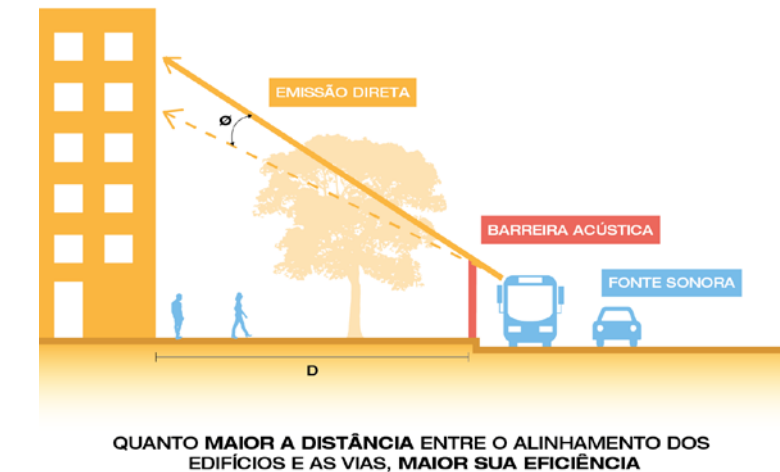 EMISSÃO DIRETA
Ø
BARREIRA ACÚSTICA
FONTE SONORA
D
QUANTO MAIOR A DISTÂNCIA ENTRE O ALINHAMENTO DOS
EDIFÍCIOS E AS VIAS, MAIOR SUA EFICIÊNCIA